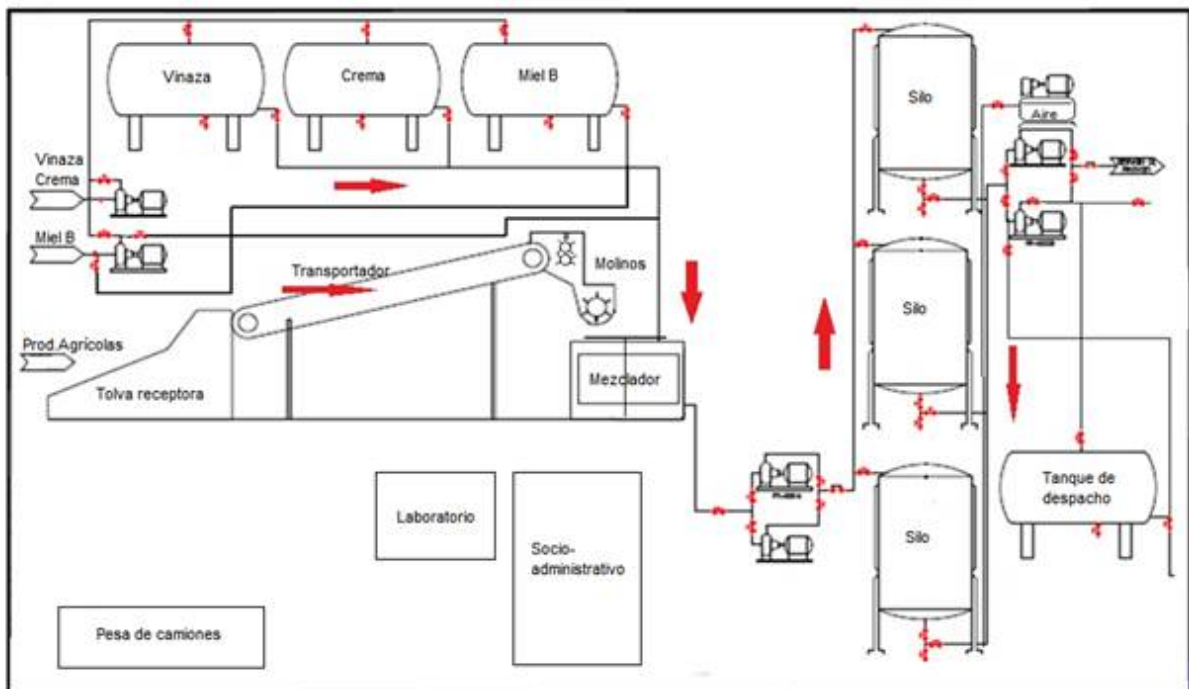 Vinaza
Crema
Miel B
Silo
Aire
Vinaza
Crema
Miel B
Transportador
Molinos
Prod.Agrícolas
Tolva receptora
Mezclador
Silo
Laboratorio
Socio-
administrativo
Silo
Tanque de
despacho
Pesa de camiones